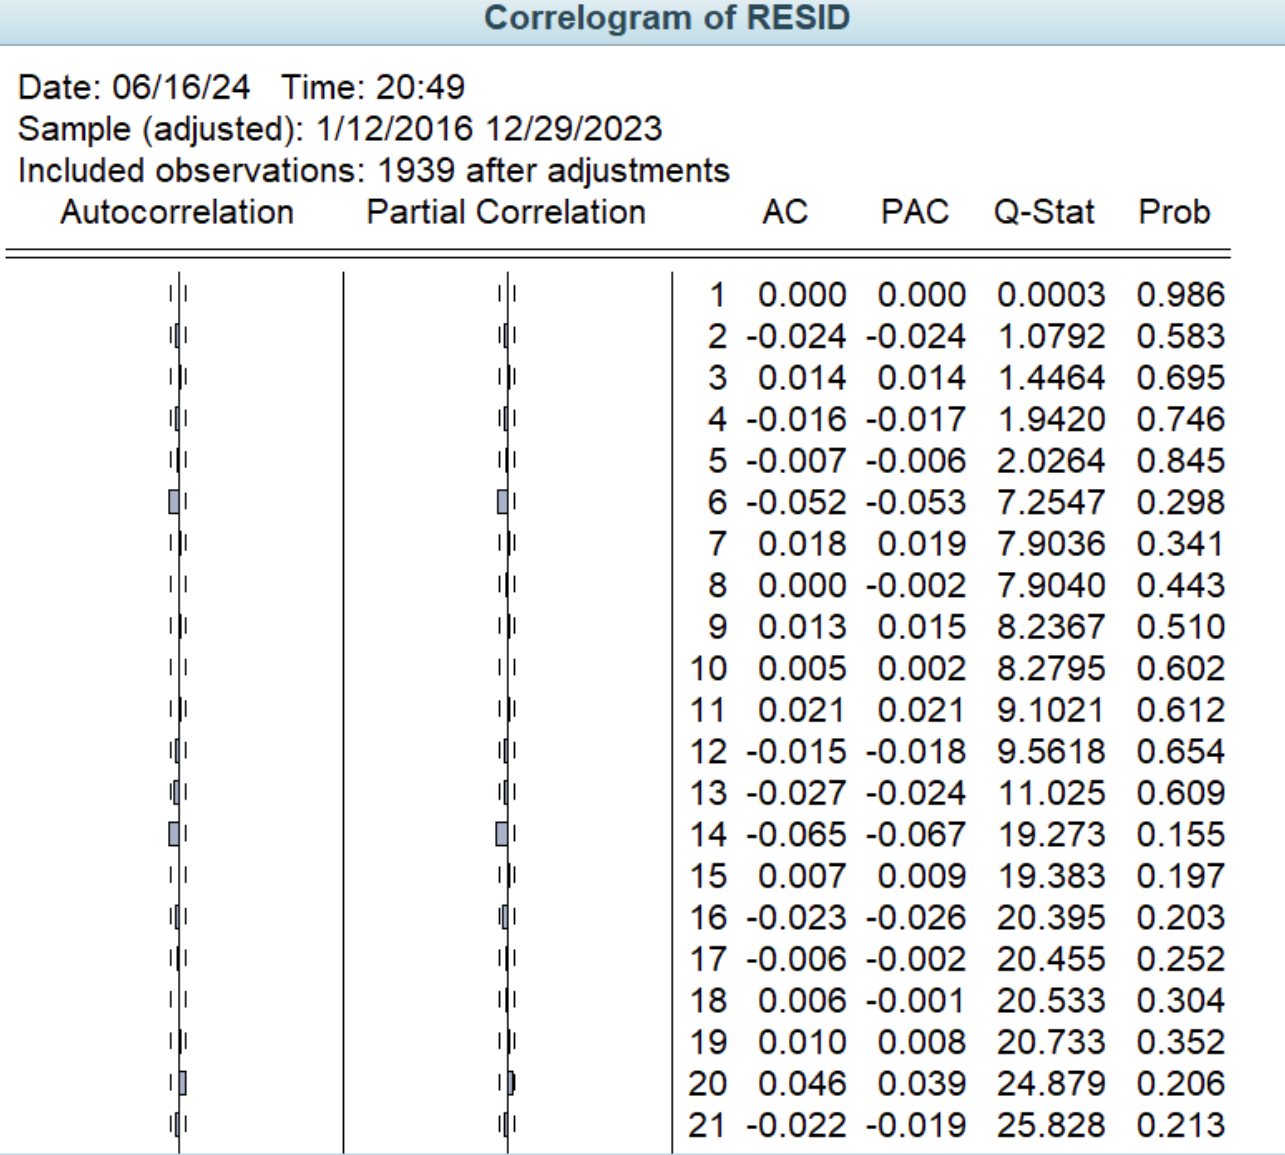 Correlogram of RESID
Date: 06/16/24 Time: 20:49
Sample (adjusted): 1/12/2016 12/29/2023
Included observations: 1939 after adjustments
Autocorrelation Partial Correlation AC PAC Q-Stat Prob
1 0.000 0.000 0.0003 0.986
2 -0.024 -0.024 1.0792 0.583
3 0.014 0.014 1.4464 0.695
4 -0.016 -0.017 1.9420 0.746
5 -0.007 -0.006 2.0264 0.845
6 -0.052 -0.053 7.2547 0.298
7 0.018 0.019 7.9036 0.341
8 0.000 -0.002 7.9040 0.443
9 0.013 0.015 8.2367 0.510
10 0.005 0.002 8.2795 0.602
11 0.021 0.021 9.1021 0.612
12 -0.015 -0.018 9.5618 0.654
13 -0.027 -0.024 11.025 0.609
14 -0.065 -0.067 19.273 0.155
15 0.007 0.009 19.383 0.197
16 -0.023 -0.026 20.395 0.203
17 -0.006 -0.002 20.455 0.252
18 0.006 -0.001 20.533 0.304
19 0.010 0.008 20.733 0.352
20 0.046 0.039 24.879 0.206
21 -0.022 -0.019 25.828 0.213